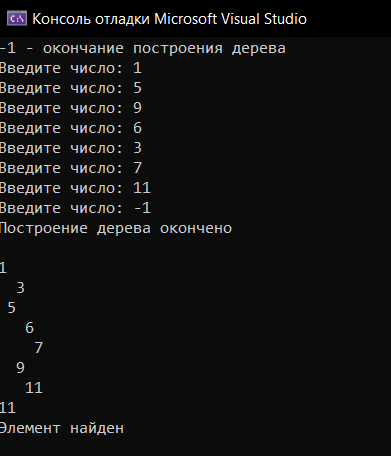 Консоль отладки Microsoft Visual Studio
-1 - окончание построения дерева
Введите число: 1
Введите число: 5
Введите число: 9
Введите число: 6
Введите число: 3
Введите число: 7
Введите число: 11
Введите число: -1
Построение дерева окончено

1
  3
 5
   6
    7
  9
   11
11
Элемент найден